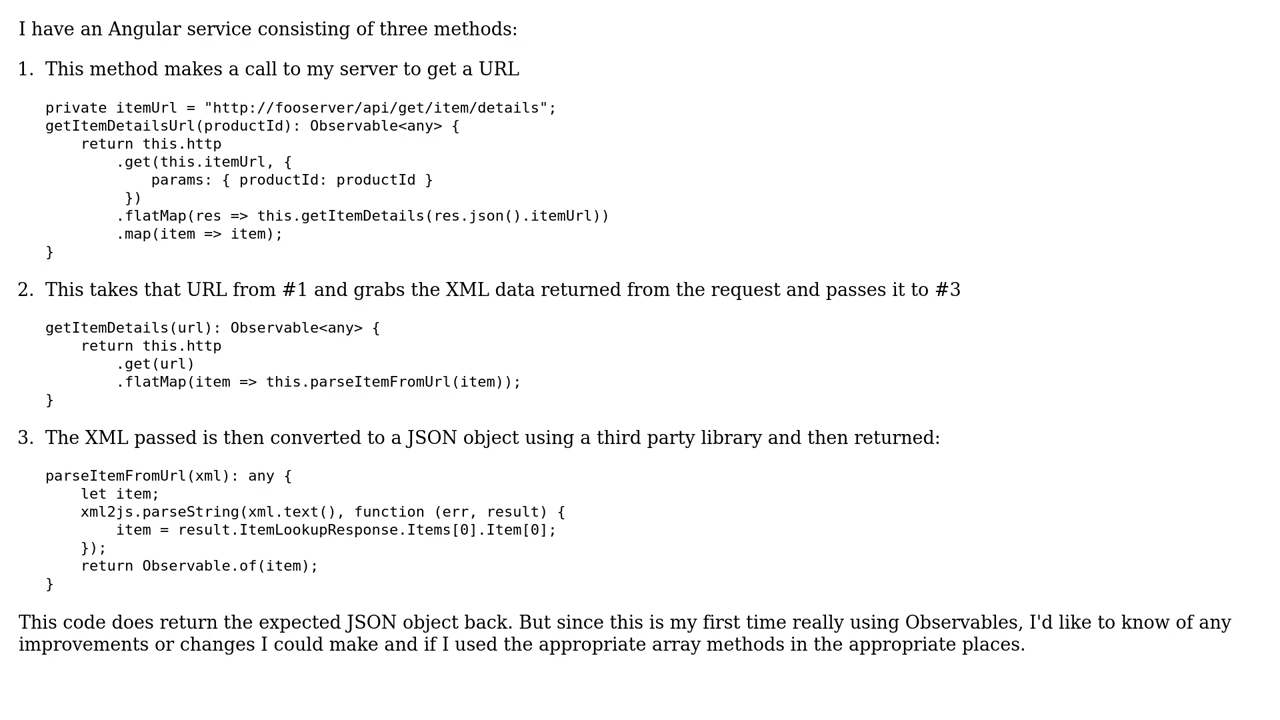 I have an Angular service consisting of three methods:
1. This method makes a call to my server to get a URL
private itemUrl = "http://fooserver/api/get/item/details";
getItemDetailsUrl(productId): Observable<any> {
    return this.http
        .get(this.itemUrl, {
            params: { productId: productId }
         })
        .flatMap(res => this.getItemDetails(res.json().itemUrl))
        .map(item => item);
}
2. This takes that URL from #1 and grabs the XML data returned from the request and passes it to #3
getItemDetails(url): Observable<any> {
    return this.http
        .get(url)
        .flatMap(item => this.parseItemFromUrl(item));
}
3. The XML passed is then converted to a JSON object using a third party library and then returned:
parseItemFromUrl(xml): any {
    let item;
    xml2js.parseString(xml.text(), function (err, result) {
        item = result.ItemLookupResponse.Items[0].Item[0];
    });
    return Observable.of(item);
}
This code does return the expected JSON object back. But since this is my first time really using Observables, I'd like to know of any
improvements or changes I could make and if I used the appropriate array methods in the appropriate places.